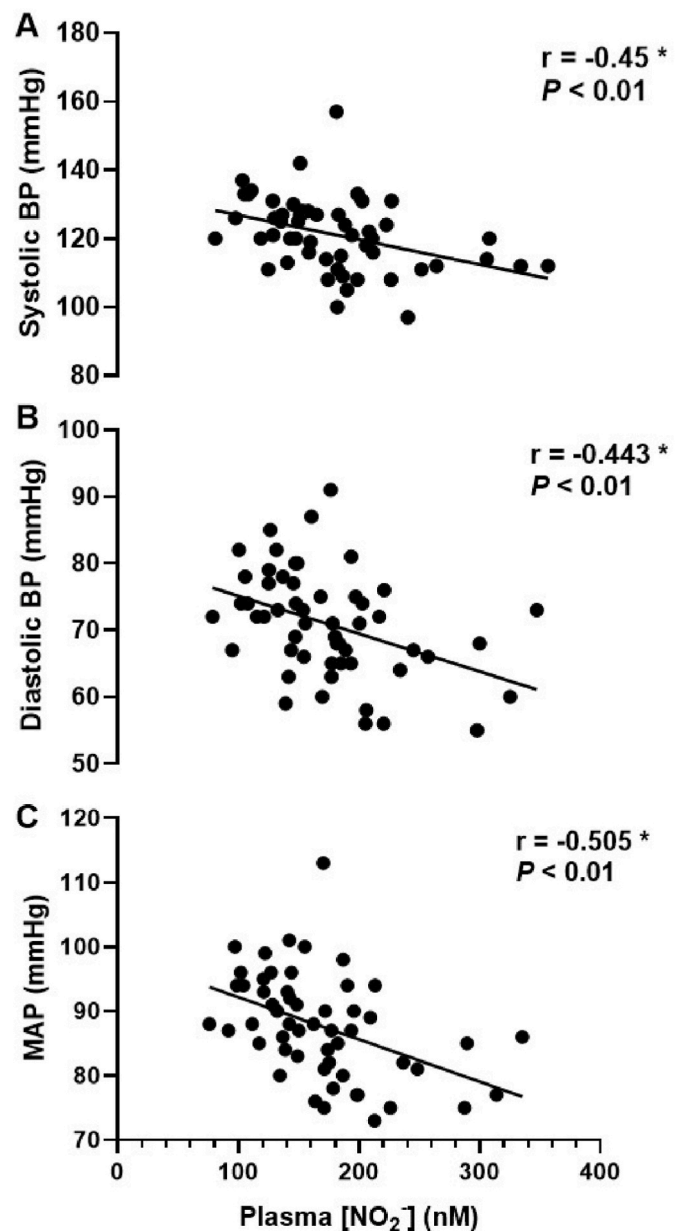 A
180
160
140
120
100
80
Systolic BP (mmHg)
r = -0.45 *
P < 0.01
B
100
90
80
70
60
50
Diastolic BP (mmHg)
r = -0.443 *
P < 0.01
C
120
110
100
90
80
70
MAP (mmHg)
r = -0.505 *
P < 0.01
0 100 200 300 400
Plasma [NO₂⁻] (nM)